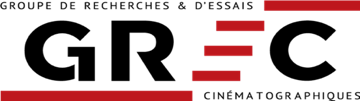 GROUPE DE RECHERCHES & D'ESSAIS
GREC
CINÉMATOGRAPHIQUES